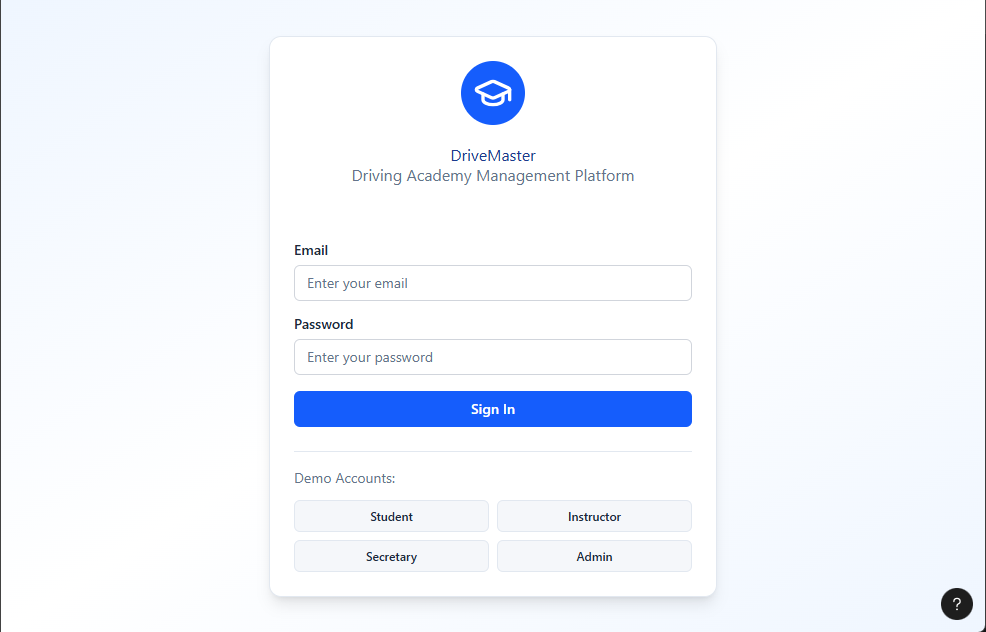 DriveMaster
Driving Academy Management Platform
Email
Enter your email
Password
Enter your password
Sign In
Demo Accounts:
Student
Instructor
Secretary
Admin
?